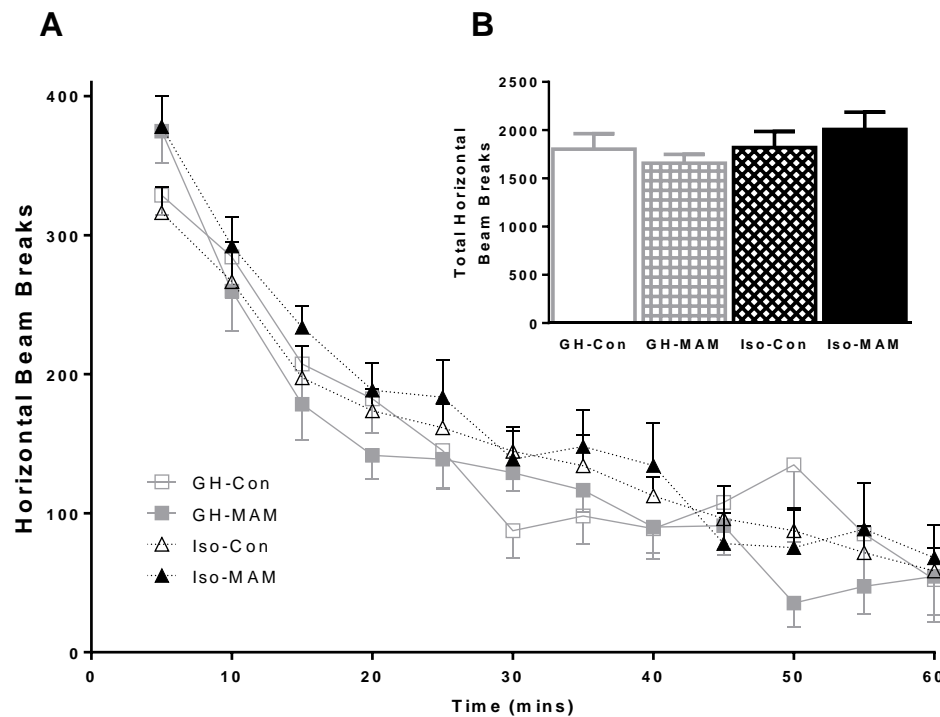 A
B
Horizontal Beam Breaks
400
300
200
100
0
0
10
20
30
40
50
60
Time (mins)
GH-Con
GH-MAM
Iso-Con
Iso-MAM
Total Horizontal
Beam Breaks
2500
2000
1500
1000
500
0
GH-Con
GH-MAM
Iso-Con
Iso-MAM